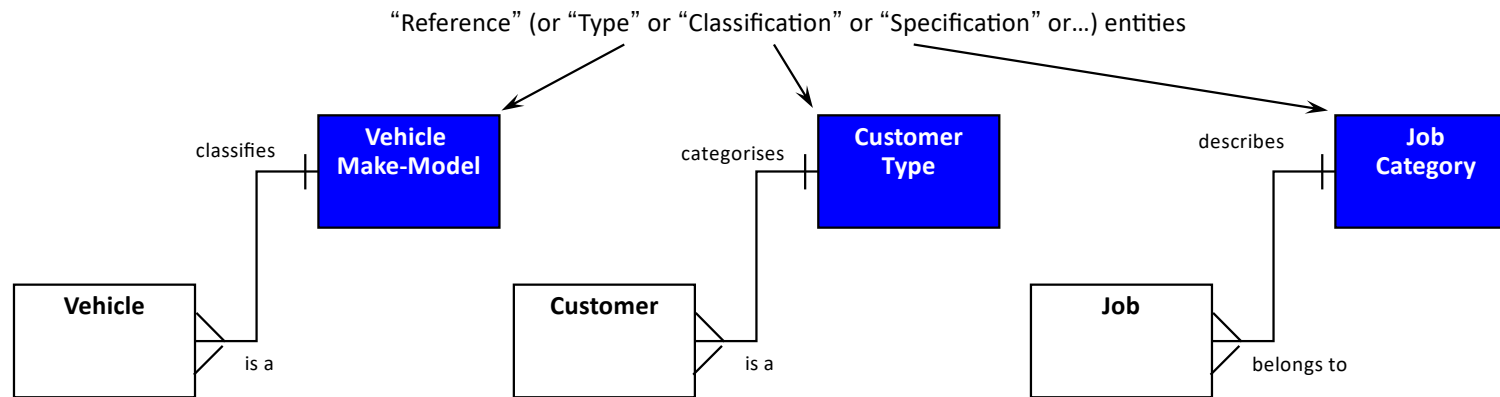 “Reference” (or “Type” or “Classification” or “Specification” or…) entities
Vehicle
Make-Model
classifies
Customer
Type
categorises
Job
Category
describes
Vehicle
is a
Customer
is a
Job
belongs to